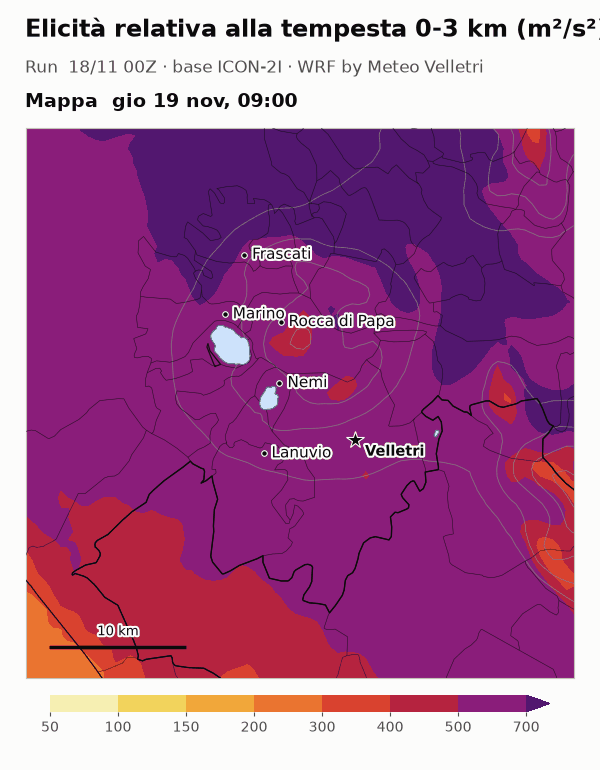 Elicità relativa alla tempesta 0-3 km (m²/s²)
Run  18/11 00Z · base ICON-2I · WRF by Meteo Velletri
Mappa  gio 19 nov, 09:00
Frascati
Marino
Rocca di Papa
Nemi
Velletri
Lanuvio
10 km
50 100 150 200 300 400 500 700